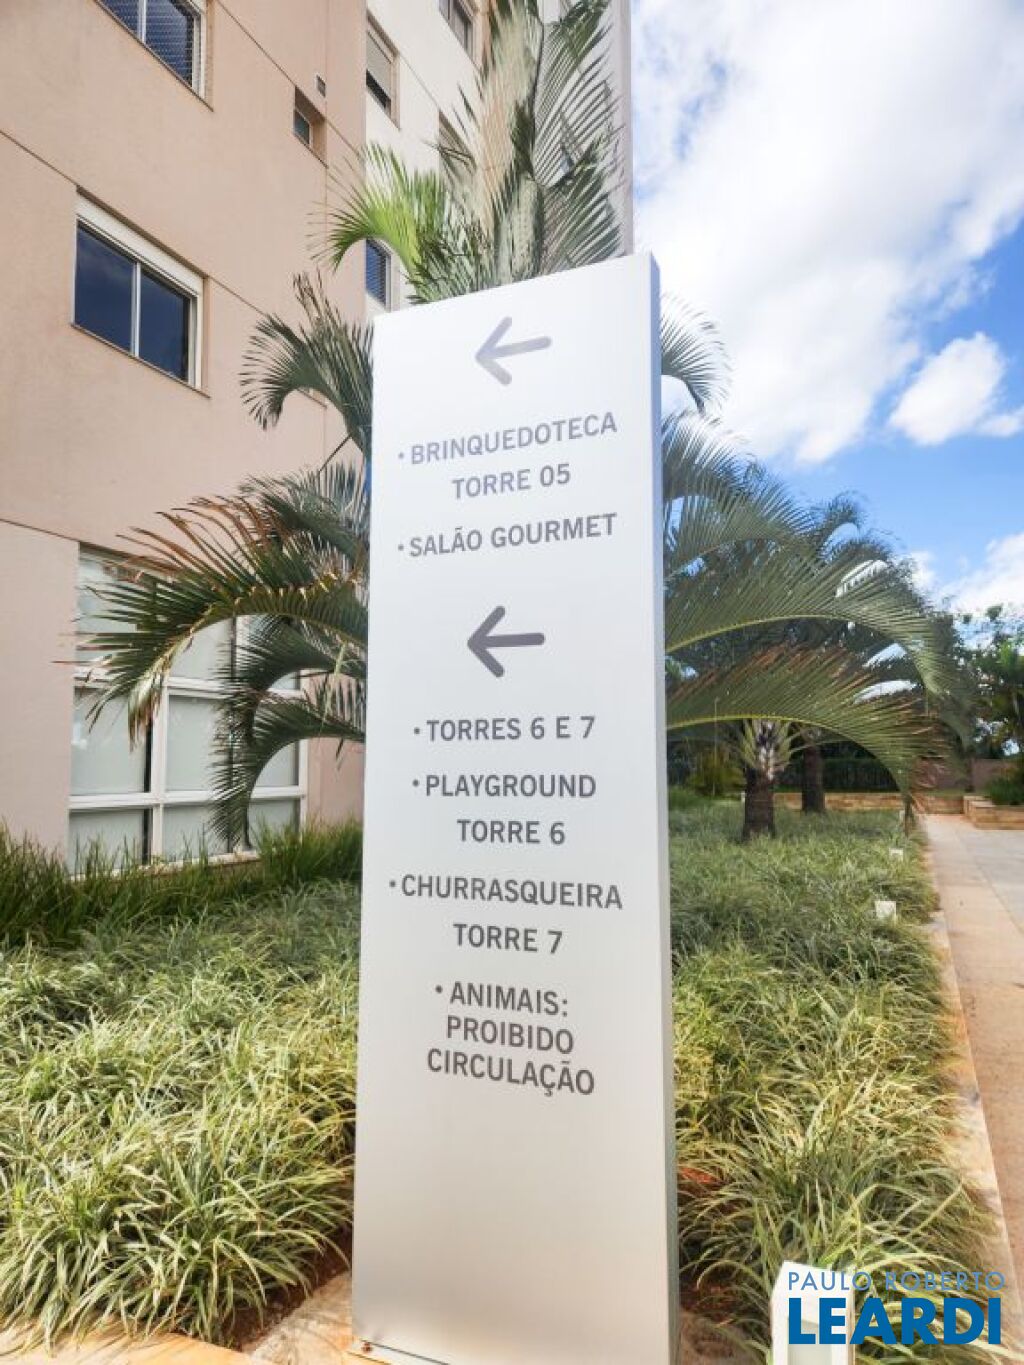 • BRINQUEDOTECA
TORRE 05
• SALÃO GOURMET
• TORRES 6 E 7
• PLAYGROUND
TORRE 6
• CHURRASQUEIRA
TORRE 7
• ANIMAIS:
PROIBIDO
CIRCULAÇÃO
PAULO ROBERTO
LEARDI